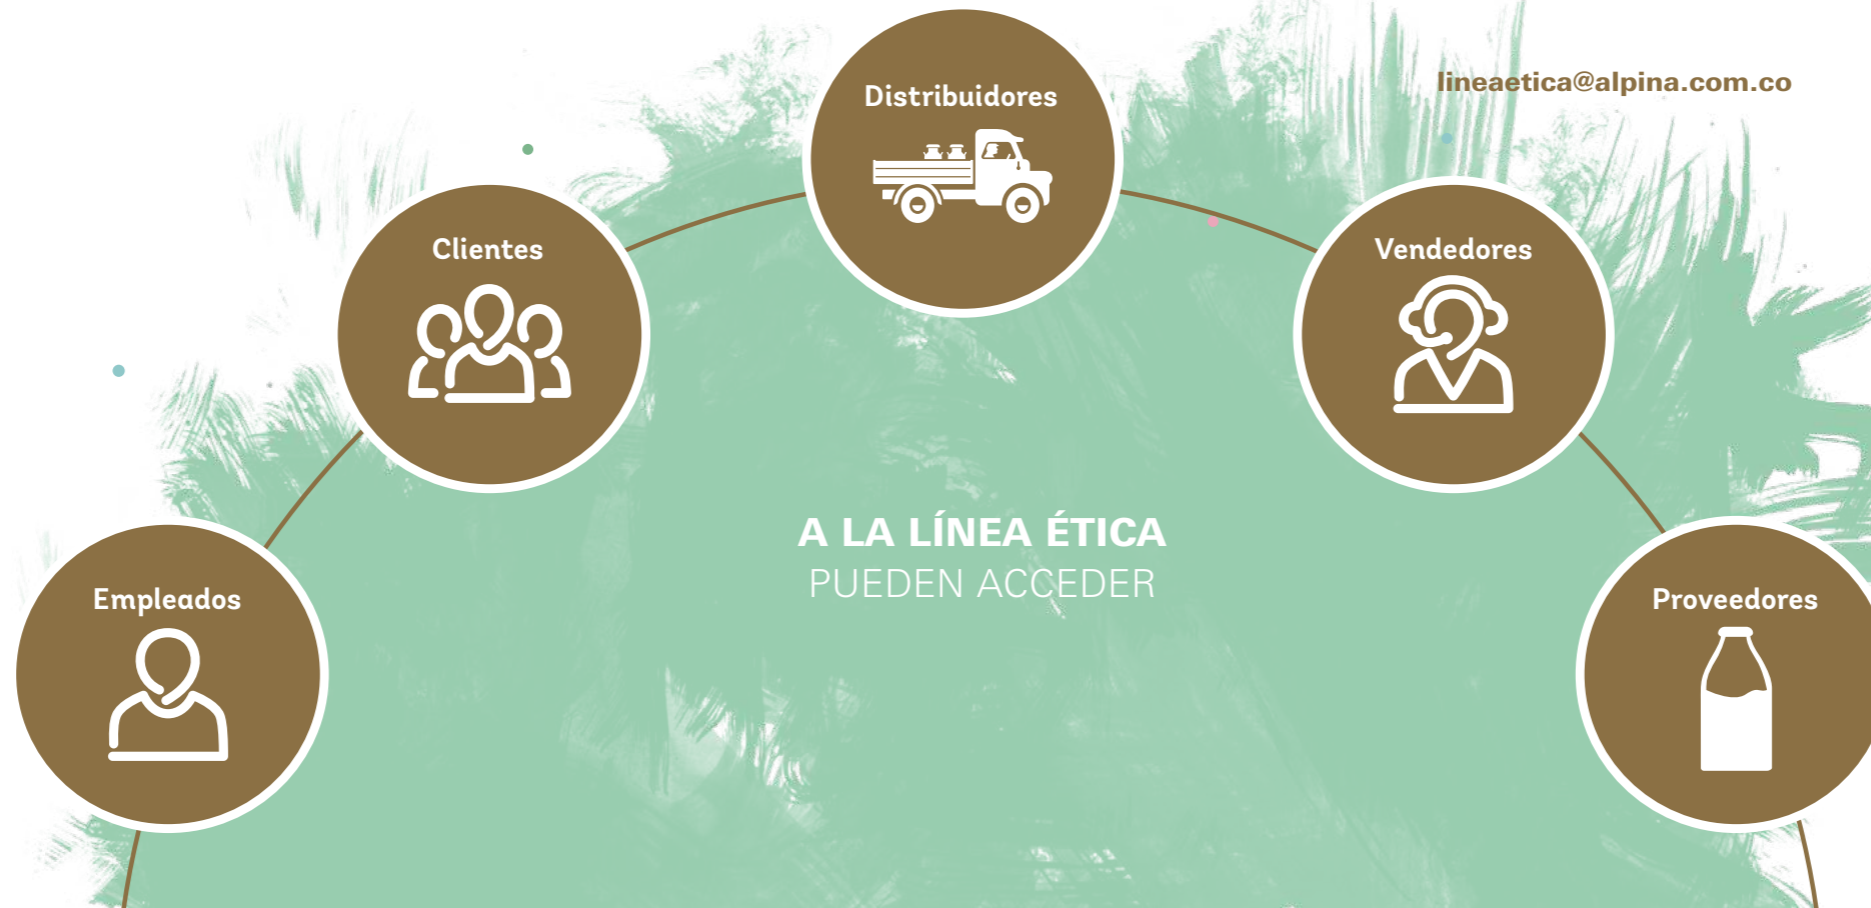 lineaetica@alpina.com.co
Distribuidores
Clientes
Vendedores
A LA LÍNEA ÉTICA
PUEDEN ACCEDER
Empleados
Proveedores